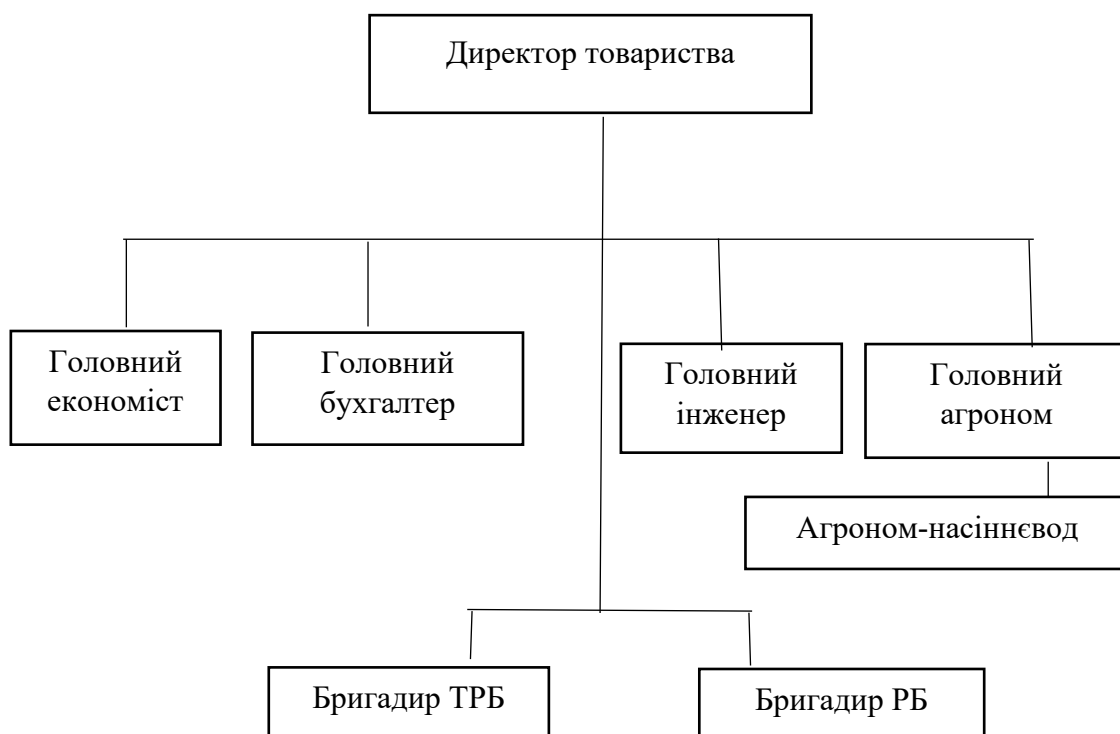 Директор товариства
Головний
економіст
Головний
бухгалтер
Головний
інженер
Головний
агроном
Агроном-насіннєвод
Бригадир ТРБ
Бригадир РБ